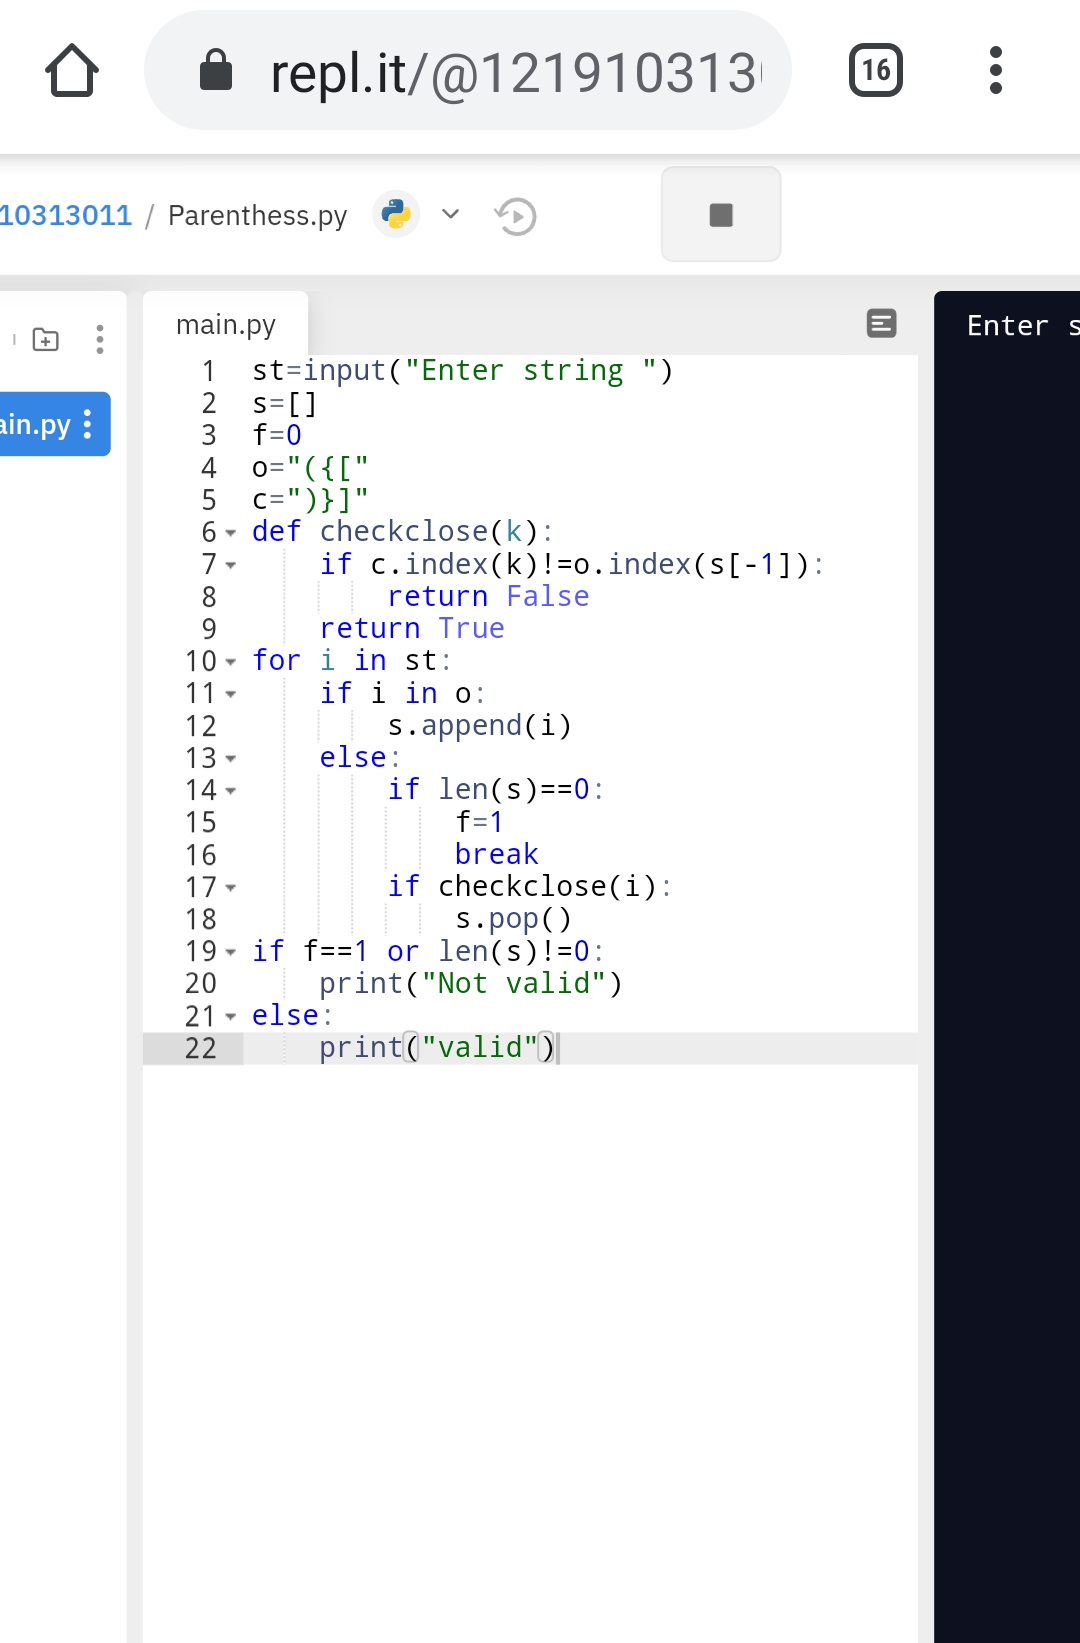 repl.it/@121910313
16
10313011 / Parenthess.py
main.py
Enter s
ain.py
1 st=input("Enter string ")
2 s=[]
3 f=0
4 o="({["
5 c=")}]"
6 def checkclose(k):
7     if c.index(k)!=o.index(s[-1]):
8         return False
9     return True
10 for i in st:
11     if i in o:
12         s.append(i)
13     else:
14         if len(s)==0:
15             f=1
16             break
17         if checkclose(i):
18             s.pop()
19 if f==1 or len(s)!=0:
20     print("Not valid")
21 else:
22     print("valid")